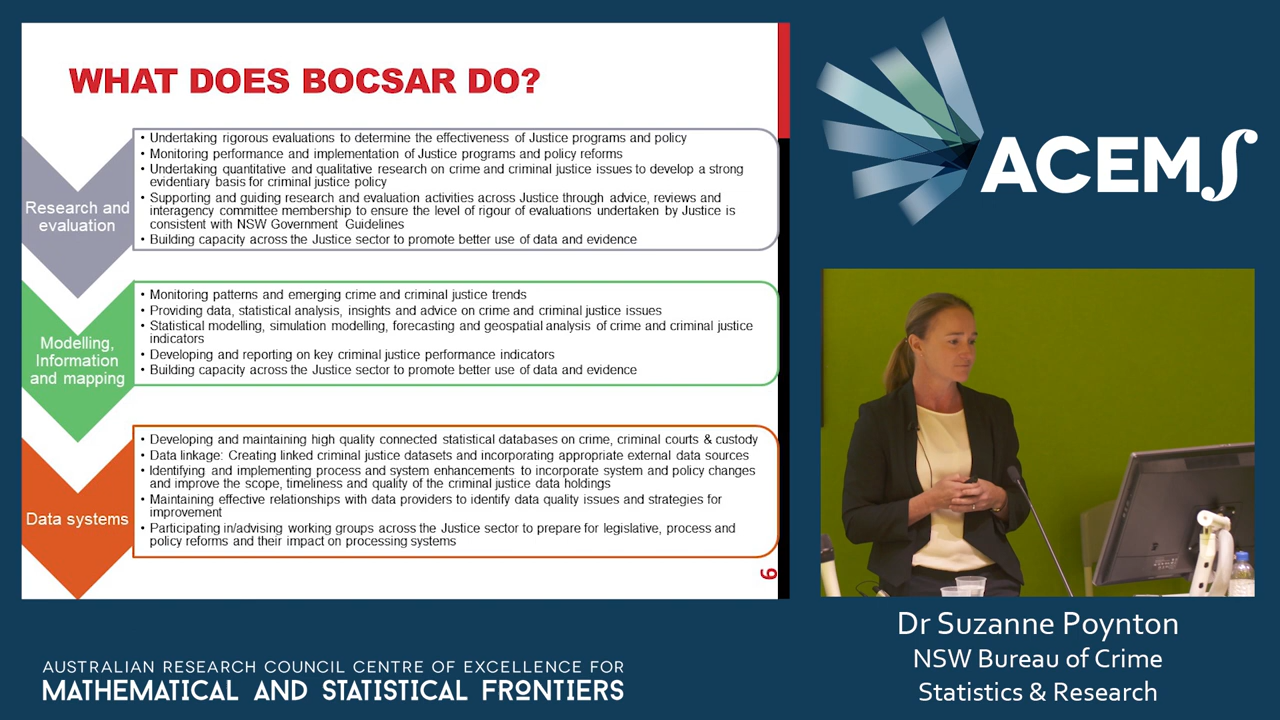 WHAT DOES BOCSAR DO?
Research and
evaluation
• Undertaking rigorous evaluations to determine the effectiveness of Justice programs and policy
• Monitoring performance and implementation of Justice programs and policy reforms
• Undertaking quantitative and qualitative research on crime and criminal justice issues to develop a strong
evidentiary basis for criminal justice policy
• Supporting and guiding research and evaluation activities across Justice through advice, reviews and
interagency committee membership to ensure the level of rigour of evaluations undertaken by Justice is
consistent with NSW Government Guidelines
• Building capacity across the Justice sector to promote better use of data and evidence
Modelling,
Information
and mapping
• Monitoring patterns and emerging crime and criminal justice trends
• Providing data, statistical analysis, insights and advice on crime and criminal justice issues
• Statistical modelling, simulation modelling, forecasting and geospatial analysis of crime and criminal justice
indicators
• Developing and reporting on key criminal justice performance indicators
• Building capacity across the Justice sector to promote better use of data and evidence
Data systems
• Developing and maintaining high quality connected statistical databases on crime, criminal courts & custody
• Data linkage: Creating linked criminal justice datasets and incorporating appropriate external data sources
• Identifying and implementing process and system enhancements to incorporate system and policy changes
and improve the scope, timeliness and quality of the criminal justice data holdings
• Maintaining effective relationships with data providers to identify data quality issues and strategies for
improvement
• Participating in/advising working groups across the Justice sector to prepare for legislative, process and
policy reforms and their impact on processing systems
6
ACEMS
Dr Suzanne Poynton
NSW Bureau of Crime
Statistics & Research
AUSTRALIAN RESEARCH COUNCIL CENTRE OF EXCELLENCE FOR
MATHEMATICAL AND STATISTICAL FRONTIERS